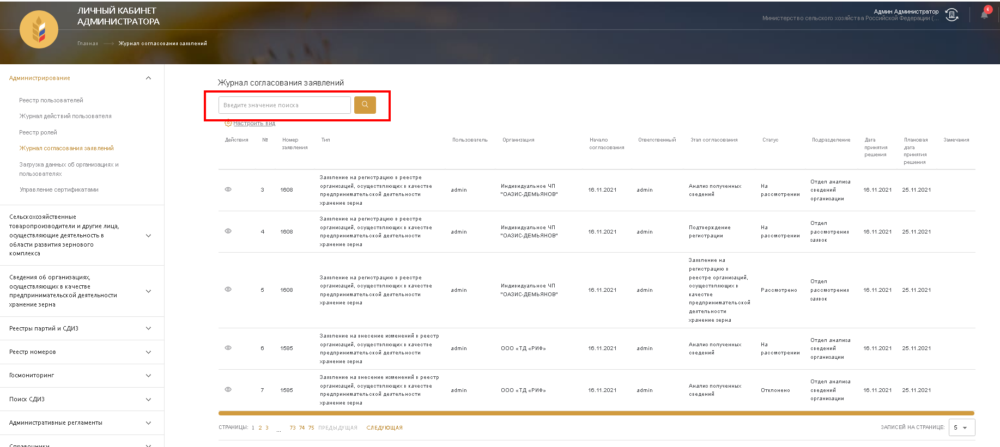 ЛИЧНЫЙ КАБИНЕТ
АДМИНИСТРАТОРА
Админ Администратор
Министерство сельского хозяйства Российской Федерации (...
6
Главная
Журнал согласования заявлений
Администрирование
Реестр пользователей
Журнал действий пользователя
Реестр ролей
Журнал согласования заявлений
Загрузка данных об организациях и
пользователях
Управление сертификатами
Сельскохозяйственные
товаропроизводители и другие лица,
осуществляющие деятельность в
области развития зернового
комплекса
Сведения об организациях,
осуществляющих в качестве
предпринимательской деятельности
хранение зерна
Реестры партий и СДИЗ
Реестр номеров
Госмониторинг
Поиск СДИЗ
Административные регламенты
Справочники
Журнал согласования заявлений
Введите значение поиска
Настроить вид
Действия
№
Номер
заявления
Тип
Пользователь
Организация
Начало
согласования
Ответственный
Этап согласования
Статус
Подразделение
Дата
принятия
решения
Плановая
дата
принятия
решения
Замечания
3
1608
Заявление на регистрацию в реестре
организаций, осуществляющих в качестве
предпринимательской деятельности
хранение зерна
admin
Индивидуальное ЧП
"ОАЗИС-ДЕМЬЯНОВ"
16.11.2021
admin
Анализ полученных
сведений
На
рассмотрении
Отдел анализа
сведений
организации
16.11.2021
25.11.2021
4
1608
Заявление на регистрацию в реестре
организаций, осуществляющих в качестве
предпринимательской деятельности
хранение зерна
admin
Индивидуальное ЧП
"ОАЗИС-ДЕМЬЯНОВ"
16.11.2021
admin
Подтверждение
регистрации
На
рассмотрении
Отдел
рассмотрения
заявок
16.11.2021
25.11.2021
5
1608
Заявление на регистрацию в реестре
организаций, осуществляющих в качестве
предпринимательской деятельности
хранение зерна
admin
Индивидуальное ЧП
"ОАЗИС-ДЕМЬЯНОВ"
16.11.2021
admin
Заявление на
регистрацию в
реестре организаций,
осуществляющих в
качестве
предпринимательской
деятельности
хранение зерна
Рассмотрено
Отдел
рассмотрения
заявок
16.11.2021
25.11.2021
6
1585
Заявление на внесение изменений в реестр
организаций, осуществляющих в качестве
предпринимательской деятельности
хранение зерна
admin
ООО «ТД «РИФ»
16.11.2021
admin
Анализ полученных
сведений
На
рассмотрении
Отдел анализа
сведений
организации
16.11.2021
25.11.2021
7
1585
Заявление на внесение изменений в реестр
организаций, осуществляющих в качестве
предпринимательской деятельности
хранение зерна
admin
ООО «ТД «РИФ»
16.11.2021
admin
Анализ полученных
сведений
Отклонено
Отдел анализа
сведений
организации
16.11.2021
25.11.2021
СТРАНИЦЫ: 1 2 3 ... 73 74 75 ПРЕДЫДУЩАЯ СЛЕДУЮЩАЯ
ЗАПИСЕЙ НА СТРАНИЦЕ: 5